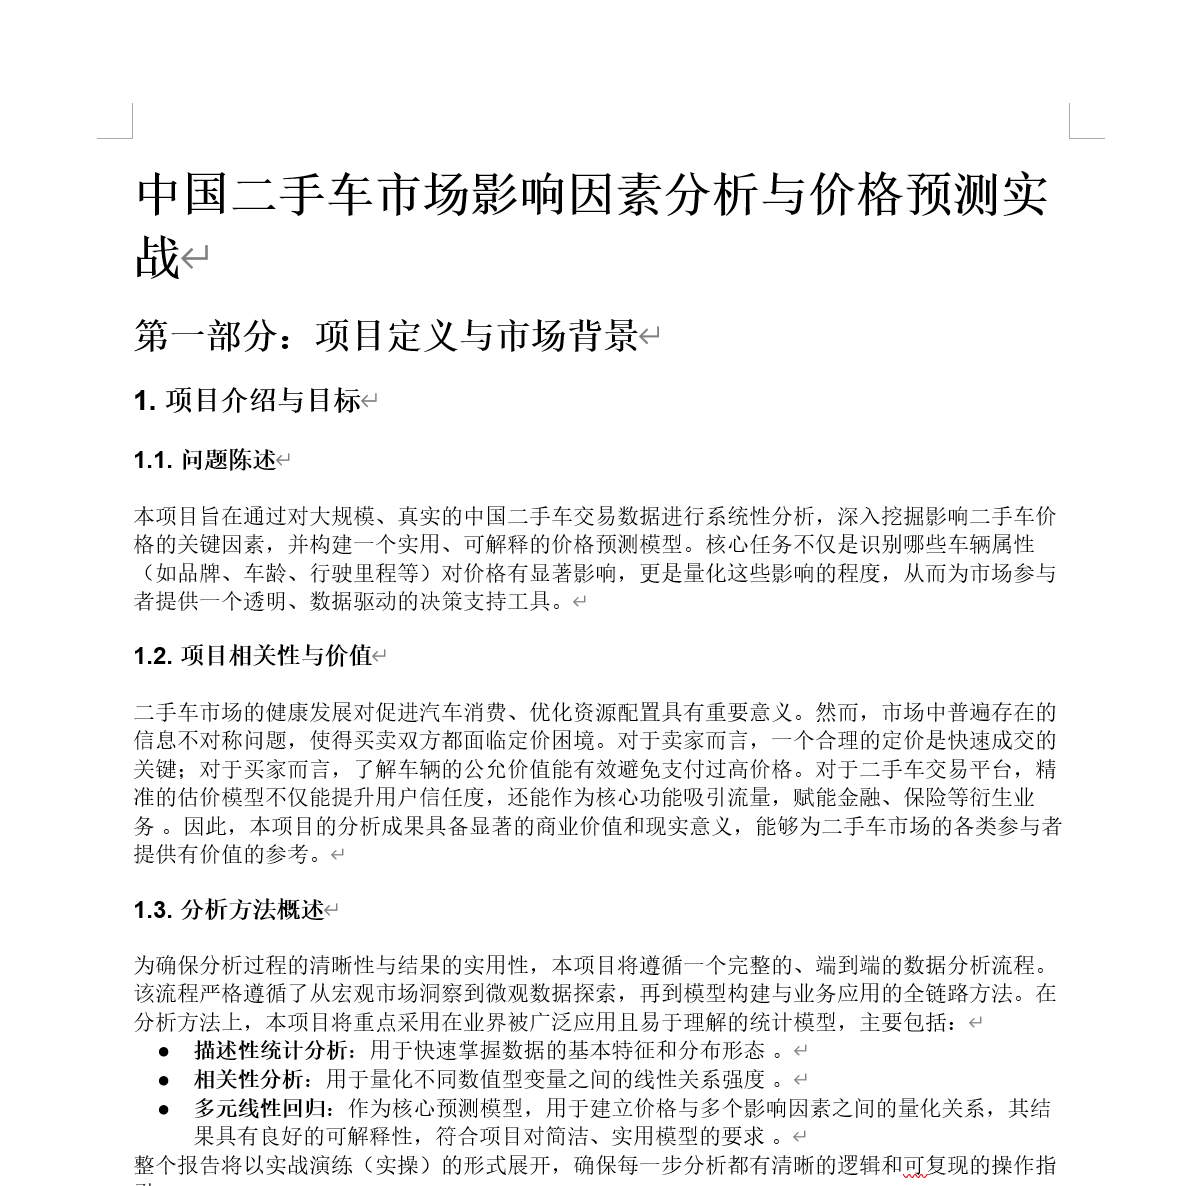 中国二手车市场影响因素分析与价格预测实
战
第一部分：项目定义与市场背景
1. 项目介绍与目标
1.1. 问题陈述
本项目旨在通过对大规模、真实的中国二手车交易数据进行系统性分析，深入挖掘影响二手车价
格的关键因素，并构建一个实用、可解释的价格预测模型。核心任务不仅是识别哪些车辆属性
（如品牌、车龄、行驶里程等）对价格有显著影响，更是量化这些影响的程度，从而为市场参与
者提供一个透明、数据驱动的决策支持工具。
1.2. 项目相关性与价值
二手车市场的健康发展对促进汽车消费、优化资源配置具有重要意义。然而，市场中普遍存在的
信息不对称问题，使得买卖双方都面临定价困境。对于卖家而言，一个合理的定价是快速成交的
关键；对于买家而言，了解车辆的公允价值能有效避免支付过高价格。对于二手车交易平台，精
准的估价模型不仅能提升用户信任度，还能作为核心功能吸引流量，赋能金融、保险等衍生业
务 。因此，本项目的分析成果具备显著的商业价值和现实意义，能够为二手车市场的各类参与者
提供有价值的参考。
1.3. 分析方法概述
为确保分析过程的清晰性与结果的实用性，本项目将遵循一个完整的、端到端的数据分析流程。
该流程严格遵循了从宏观市场洞察到微观数据探索，再到模型构建与业务应用的全链路方法。在
分析方法上，本项目将重点采用在业界被广泛应用且易于理解的统计模型，主要包括：
● 描述性统计分析：用于快速掌握数据的基本特征和分布形态 。
● 相关性分析：用于量化不同数值型变量之间的线性关系强度 。
● 多元线性回归：作为核心预测模型，用于建立价格与多个影响因素之间的量化关系，其结
果具有良好的可解释性，符合项目对简洁、实用模型的要求 。
整个报告将以实战演练（实操）的形式展开，确保每一步分析都有清晰的逻辑和可复现的操作指